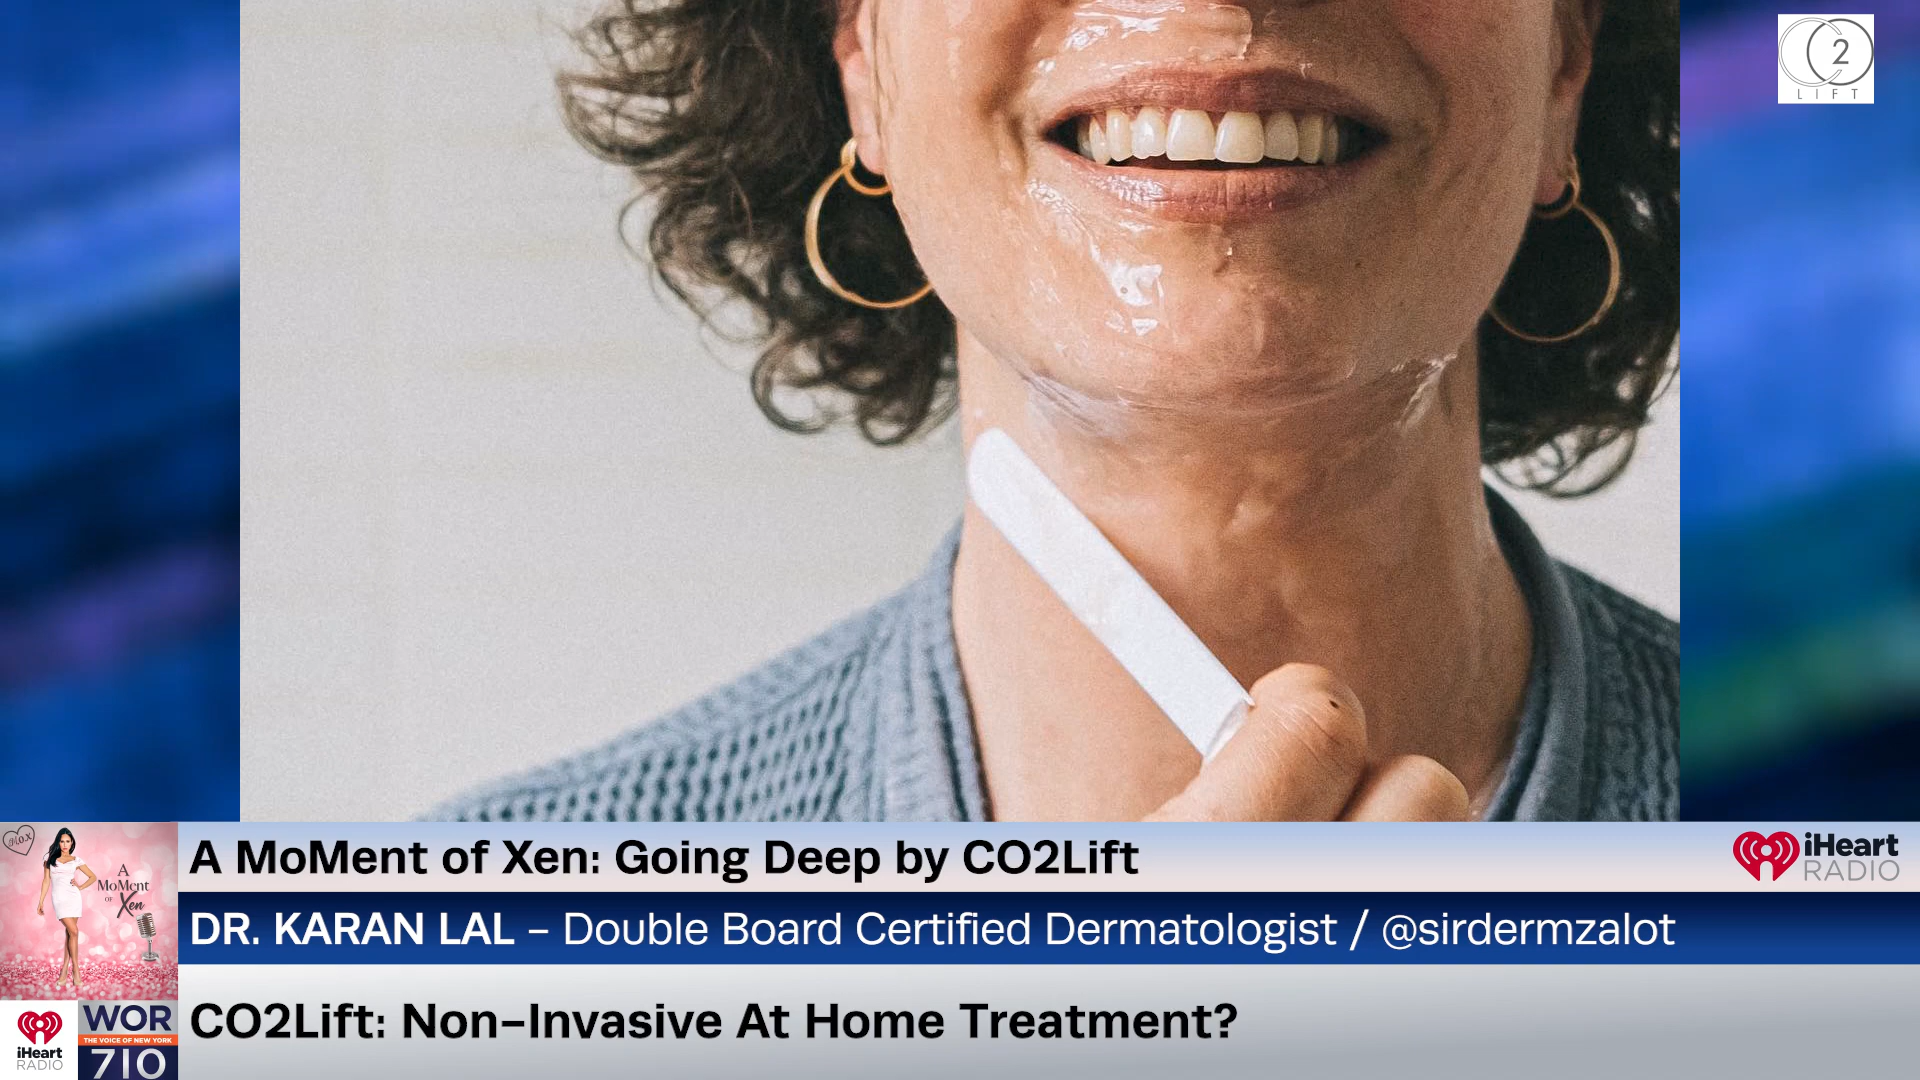 CO2
LIFT
A MoMent of Xen: Going Deep by CO2Lift
iHeart
RADIO
M.O.X
A
MoMent
OF Xen
DR. KARAN LAL – Double Board Certified Dermatologist / @sirdermzalot
CO2Lift: Non–Invasive At Home Treatment?
iHeart
RADIO
WOR
THE VOICE OF NEW YORK
710